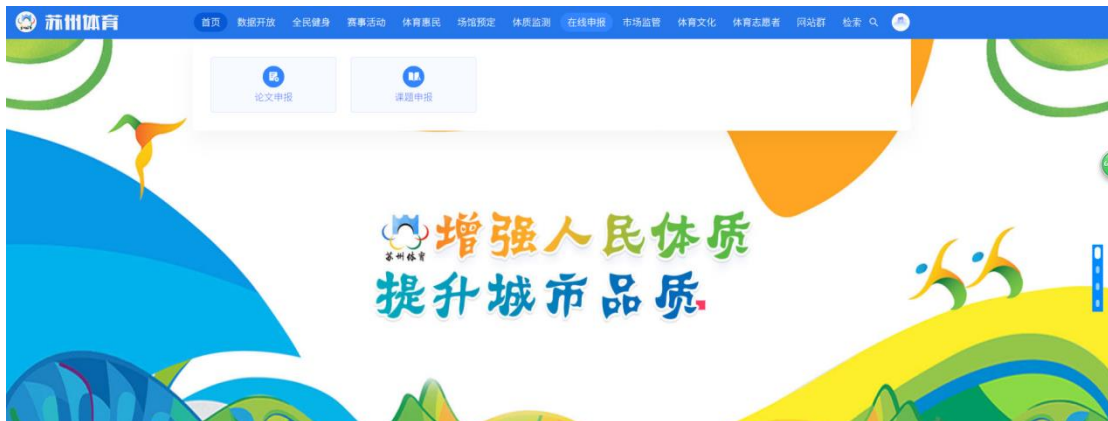 苏州体育
首页 数据开放 全民健身 赛事活动 体育惠民 场馆预定 体质监测 在线申报 市场监管 体育文化 体育志愿者 网站群 检索
论文申报 课题申报
增强人民体质
苏州体育
提升城市品质